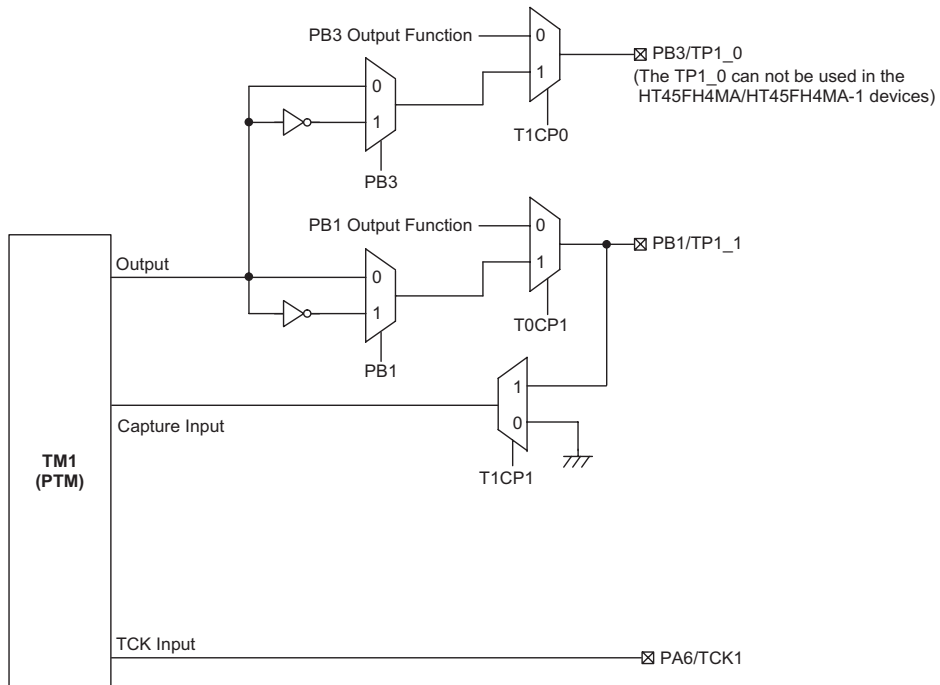 PB3 Output Function
0
PB3/TP1_0
(The TP1_0 can not be used in the
HT45FH4MA/HT45FH4MA-1 devices)
1
0
1
T1CP0
PB3
PB1 Output Function
0
PB1/TP1_1
1
Output
0
1
T0CP1
PB1
1
Capture Input
0
T1CP1
TM1
(PTM)
TCK Input
PA6/TCK1